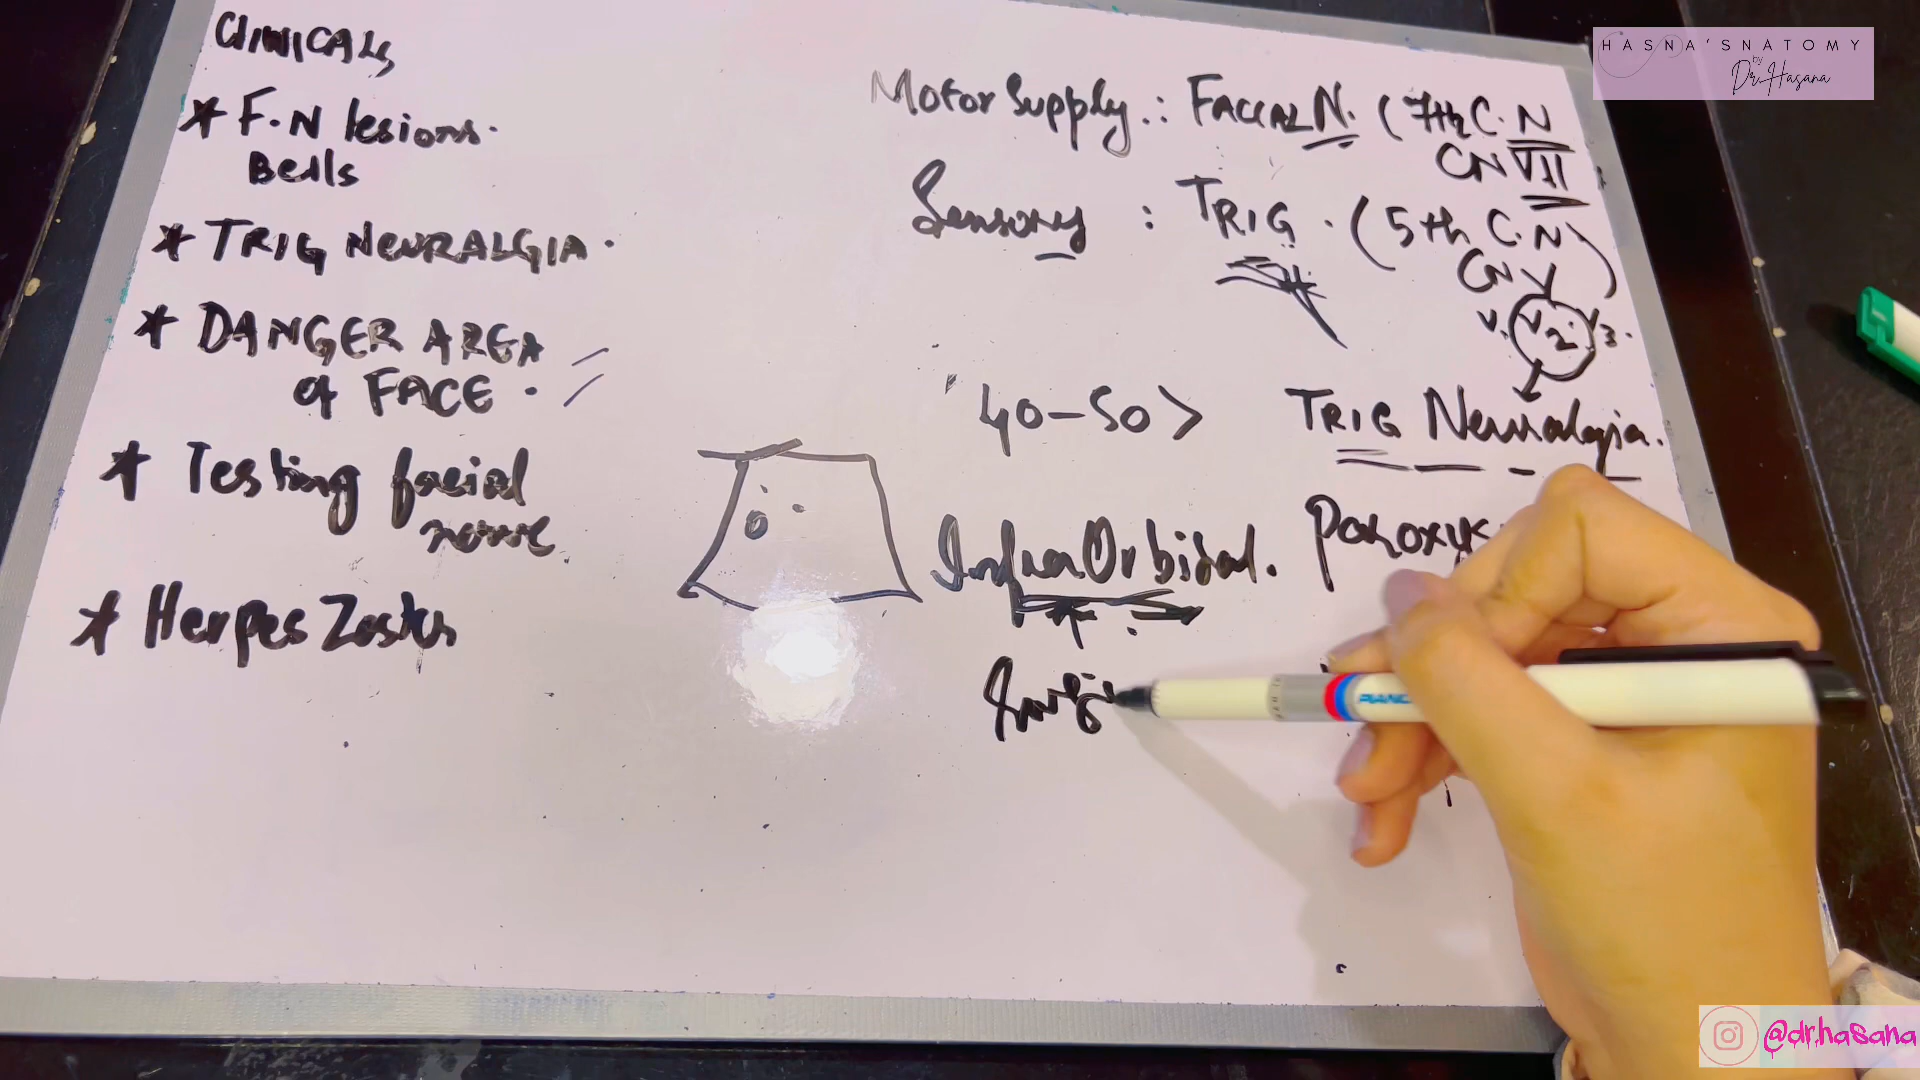 CLINICALS
* F.N lesions.
Bells
* TRIG NEURALGIA.
* DANGER AREA
of FACE.
* Testing facial
nerve
* Herpes Zoster
Motor Supply : FACIAL N. (7th C.N
CN VII
Sensory : TRIG. (5th C.N)
CN V
V1 V2 V3.
40-50>
TRIG Neuralgia.
InfraOrbital.
HASNA'SNATOMY
by
Dr.Hasana
@dr.hasana